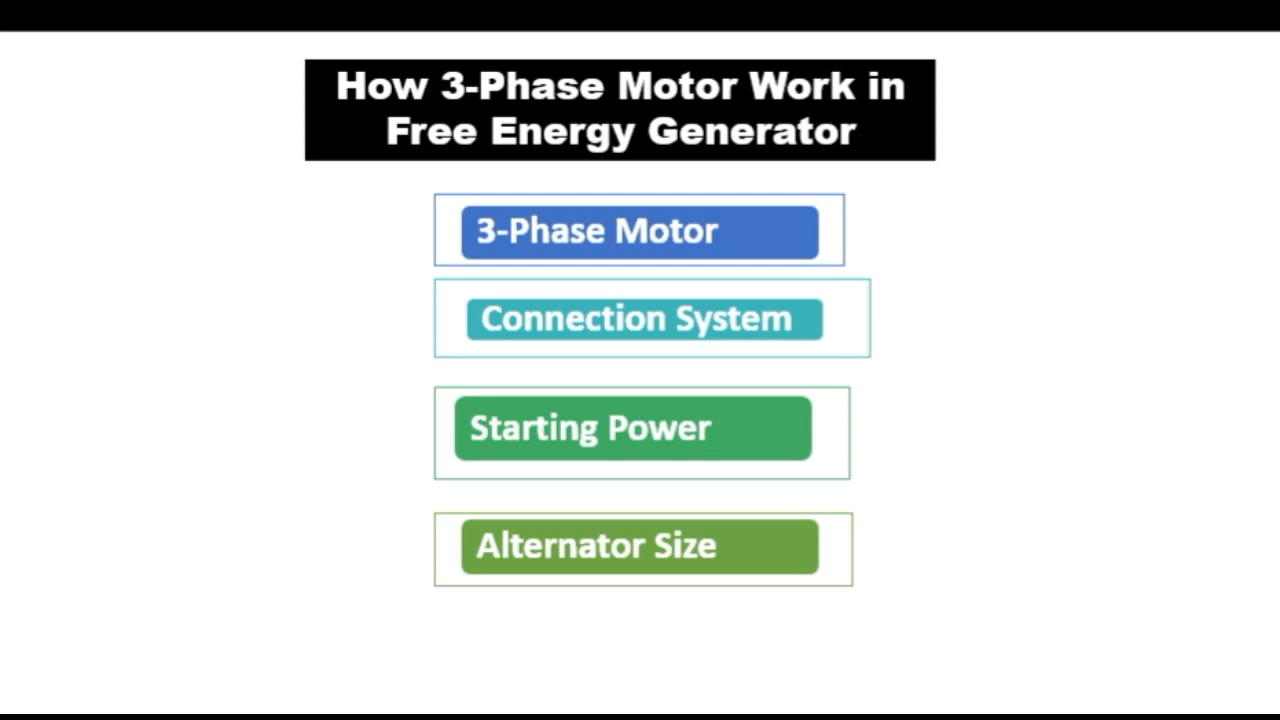 How 3-Phase Motor Work in
Free Energy Generator
3-Phase Motor
Connection System
Starting Power
Alternator Size